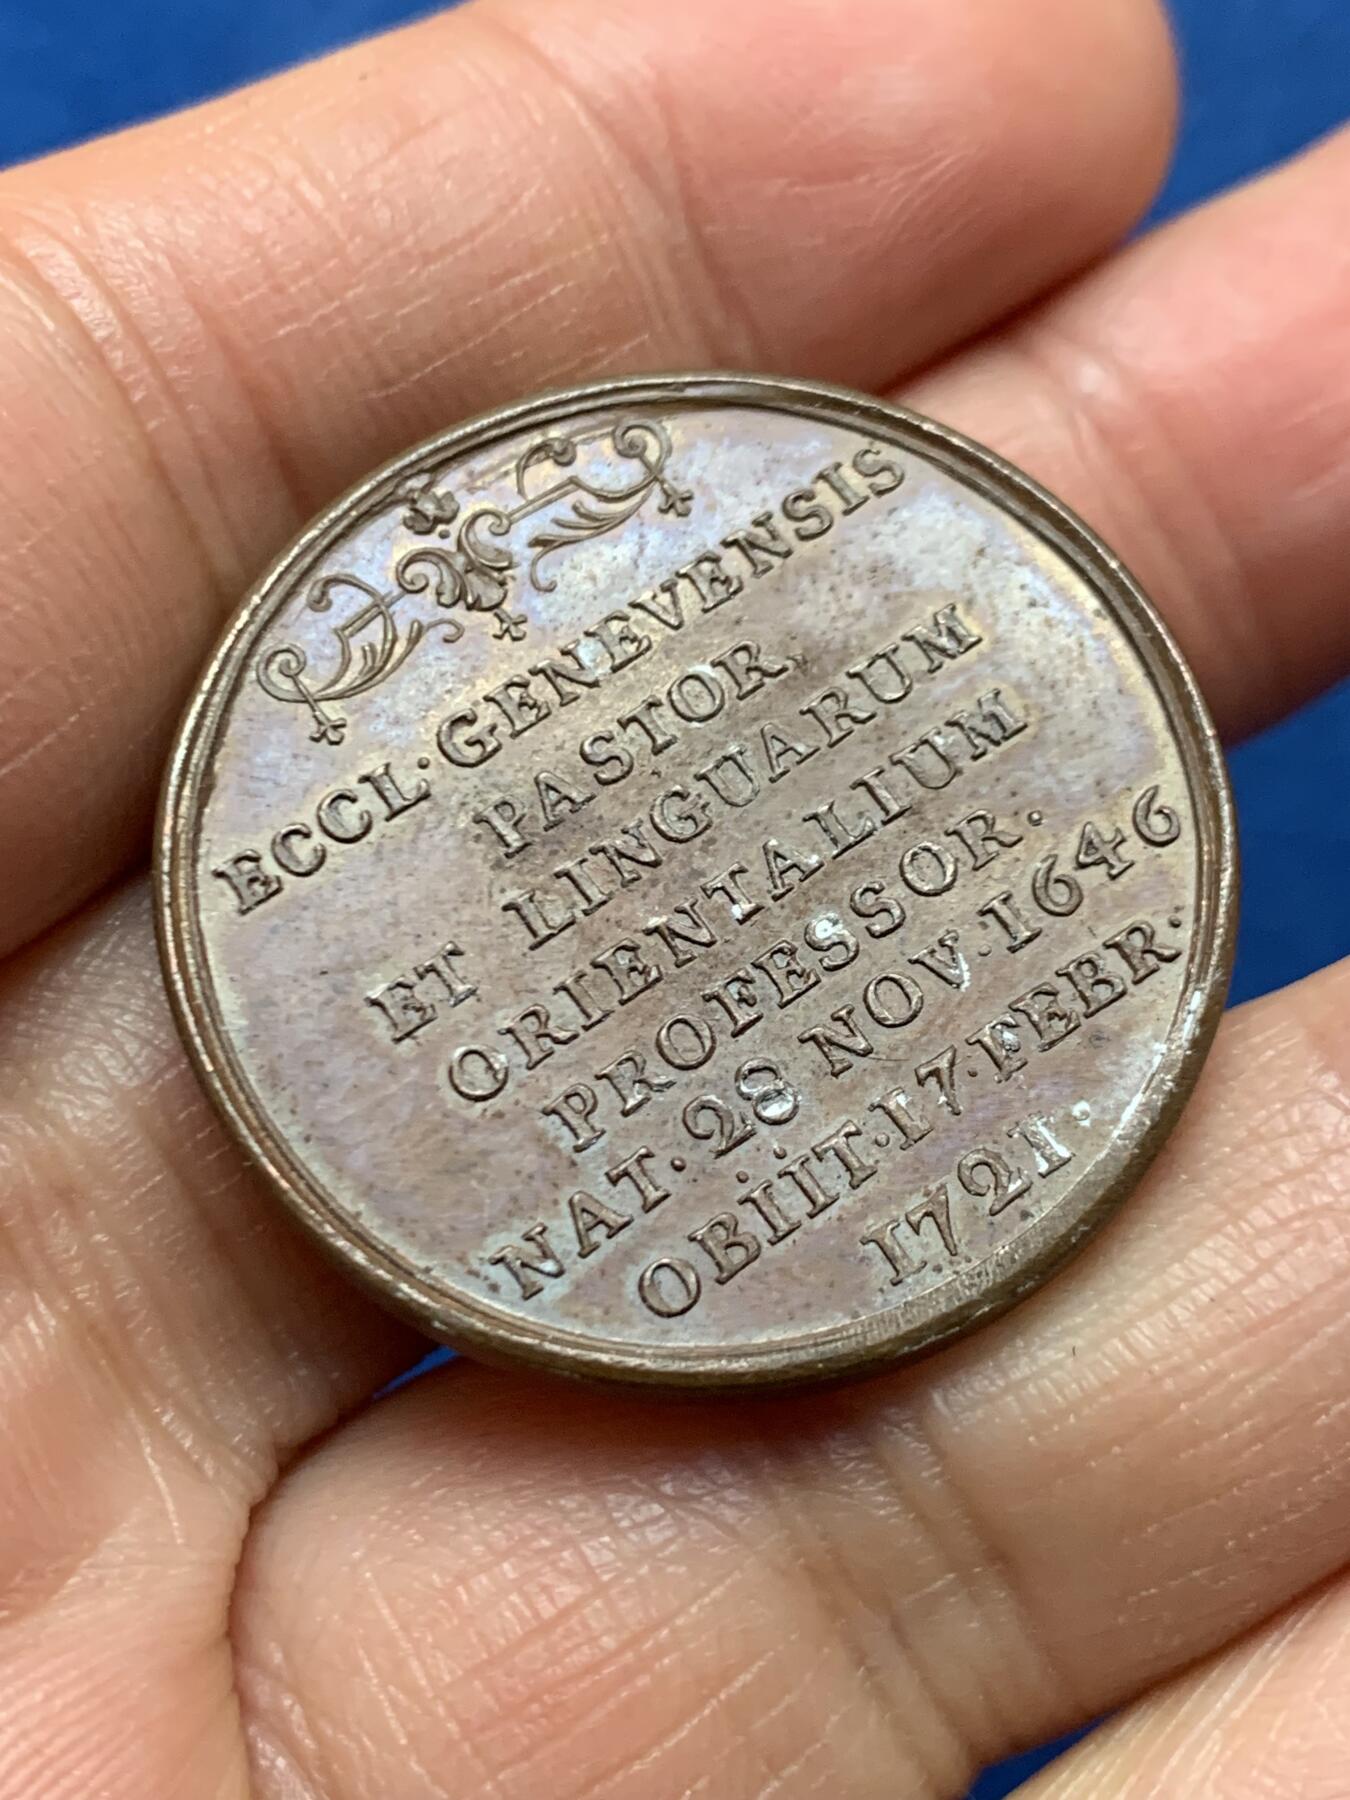 ECCL·GENEVENSIS
PASTOR,
ET LINGUARUM
ORIENTALIUM
PROFESSOR.
NAT. 28 NOV. 1646
OBIIT·17·FEBR.
1721.